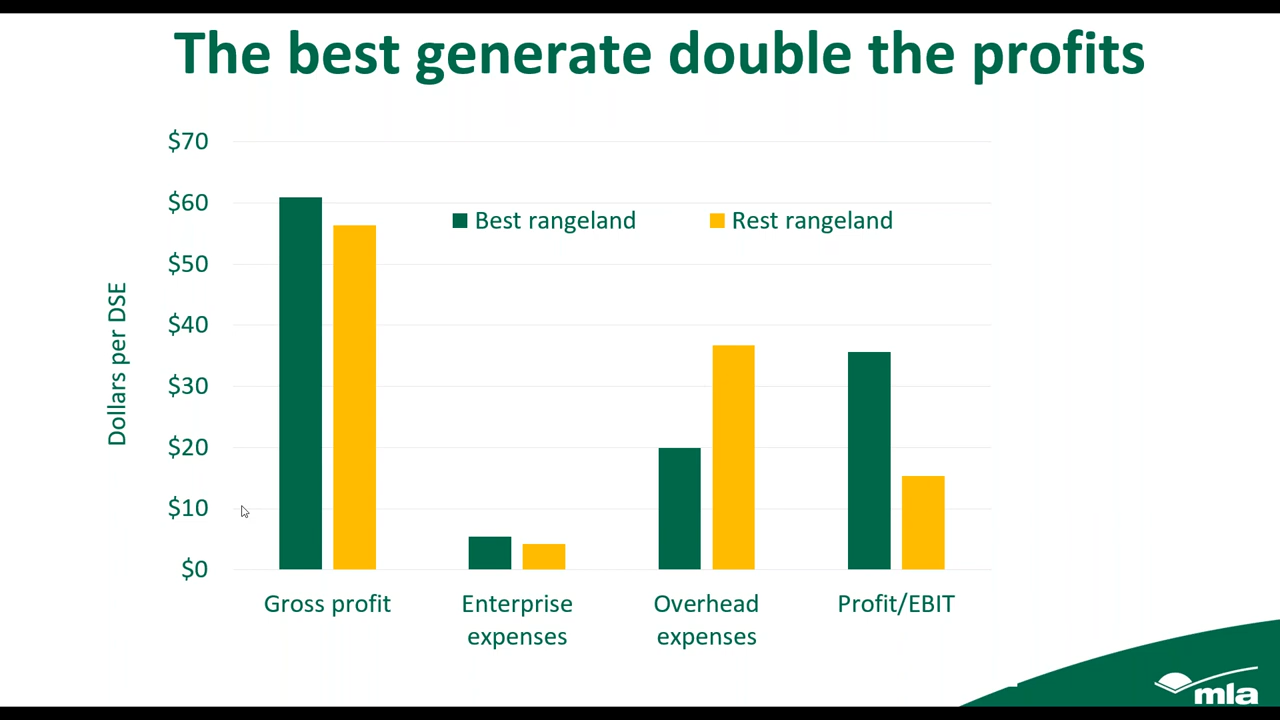 The best generate double the profits
$70
$60
$50
$40
$30
$20
$10
$0
Dollars per DSE
Best rangeland
Rest rangeland
Gross profit
Enterprise
expenses
Overhead
expenses
Profit/EBIT
mla